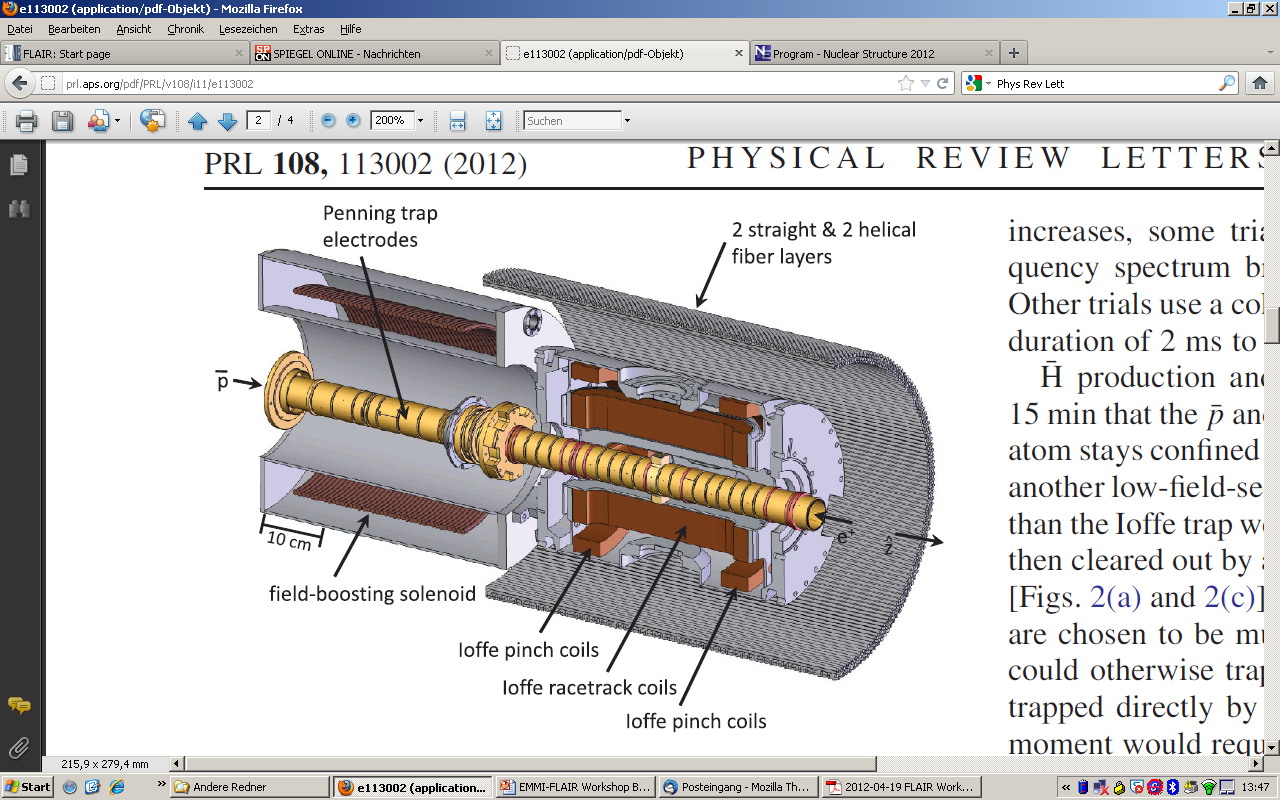 e113002 (application/pdf-Objekt) - Mozilla Firefox
Datei Bearbeiten Ansicht Chronik Lesezeichen Extras Hilfe
FLAIR: Start page
SPIEGEL ONLINE - Nachrichten
e113002 (application/pdf-Objekt)
Program - Nuclear Structure 2012
prl.aps.org/pdf/PRL/v108/i11/e113002
Phys Rev Lett
2 / 4
200%
Suchen
PRL 108, 113002 (2012)
PHYSICAL REVIEW LETTERS
Penning trap
electrodes
2 straight & 2 helical
fiber layers
p̄
e⁺
ẑ
10 cm
field-boosting solenoid
Ioffe pinch coils
Ioffe racetrack coils
Ioffe pinch coils
increases, some tria
quency spectrum b
Other trials use a co
duration of 2 ms to
H̄ production an
15 min that the p̄ an
atom stays confined
another low-field-se
than the Ioffe trap w
then cleared out by
[Figs. 2(a) and 2(c)]
are chosen to be mu
could otherwise trap
trapped directly by
moment would requ
215,9 x 279,4 mm
Start
Andere Redner
e113002 (application...
EMMI-FLAIR Workshop B...
Posteingang - Mozilla Th...
2012-04-19 FLAIR Work...
13:47